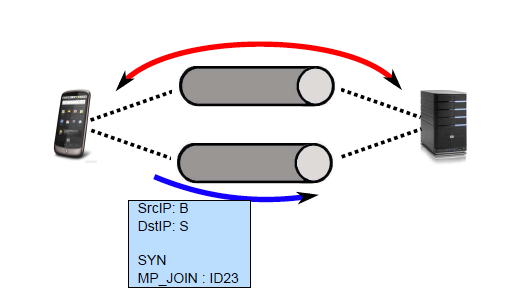 SrcIP: B
DstIP: S
SYN
MP_JOIN : ID23